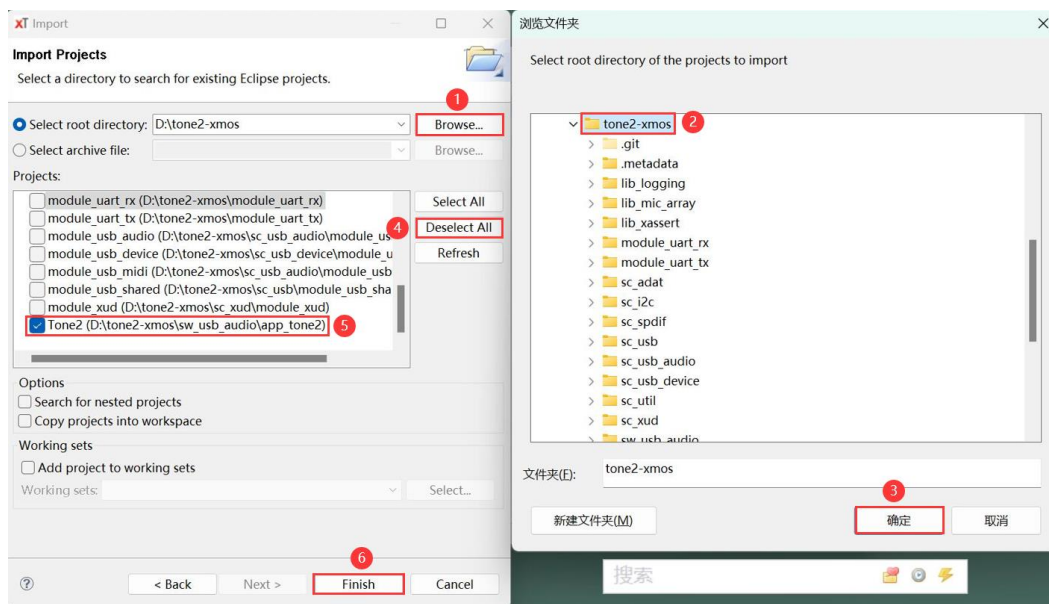 xT Import
Import Projects
Select a directory to search for existing Eclipse projects.
1
Select root directory: D:\tone2-xmos Browse...
Select archive file: Browse...
Projects:
module_uart_rx (D:\tone2-xmos\module_uart_rx)
module_uart_tx (D:\tone2-xmos\module_uart_tx)
module_usb_audio (D:\tone2-xmos\sc_usb_audio\module_us
module_usb_device (D:\tone2-xmos\sc_usb_device\module_u
module_usb_midi (D:\tone2-xmos\sc_usb_audio\module_usb
module_usb_shared (D:\tone2-xmos\sc_usb\module_usb_sha
module_xud (D:\tone2-xmos\sc_xud\module_xud)
Tone2 (D:\tone2-xmos\sw_usb_audio\app_tone2) 5
Select All
4 Deselect All
Refresh
Options
Search for nested projects
Copy projects into workspace
Working sets
Add project to working sets
Working sets: Select...
6
? < Back Next > Finish Cancel
浏览文件夹
Select root directory of the projects to import
tone2-xmos 2
.git
.metadata
lib_logging
lib_mic_array
lib_xassert
module_uart_rx
module_uart_tx
sc_adat
sc_i2c
sc_spdif
sc_usb
sc_usb_audio
sc_usb_device
sc_util
sc_xud
sw_usb_audio
文件夹(F): tone2-xmos
3
新建文件夹(M) 确定 取消
搜索